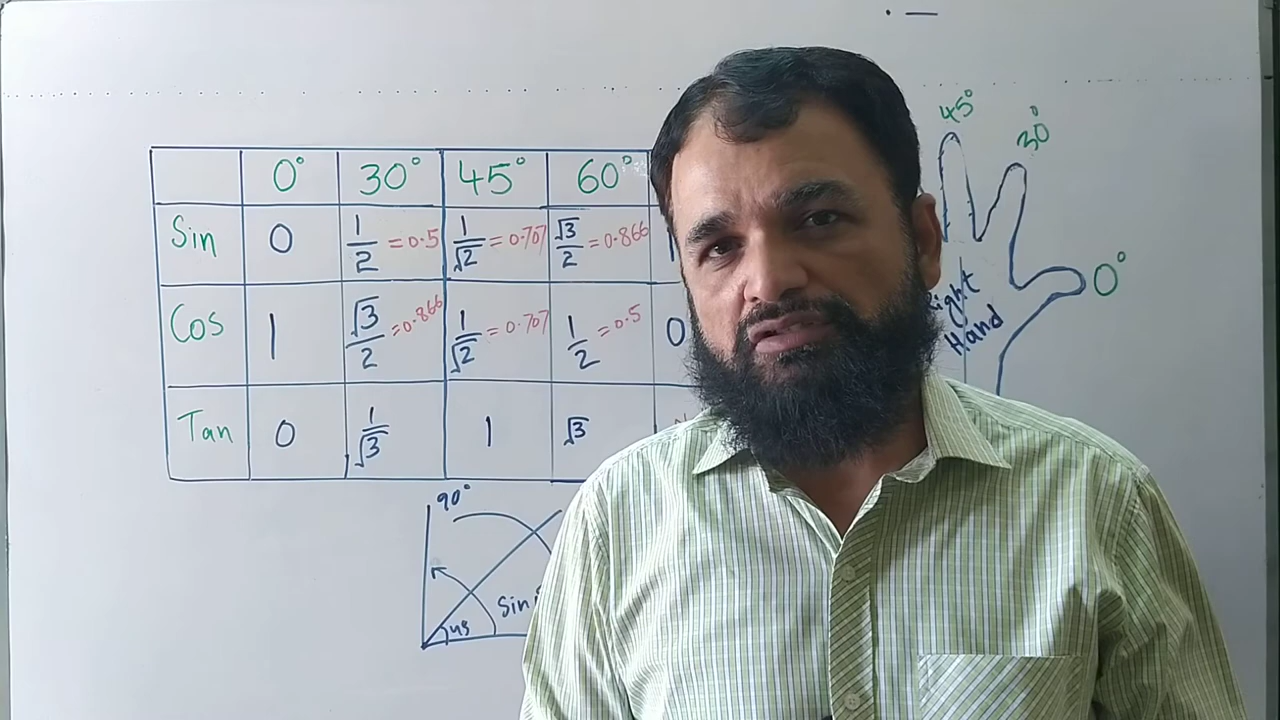 0° 30° 45° 60°
Sin 0 1/2 =0.5 1/√2 =0.707 √3/2 =0.866 1
Cos 1 √3/2 =0.866 1/√2 =0.707 1/2 =0.5 0
Tan 0 1/√3 1 √3
45°
30°
0°
Hand
90°
Sin
45